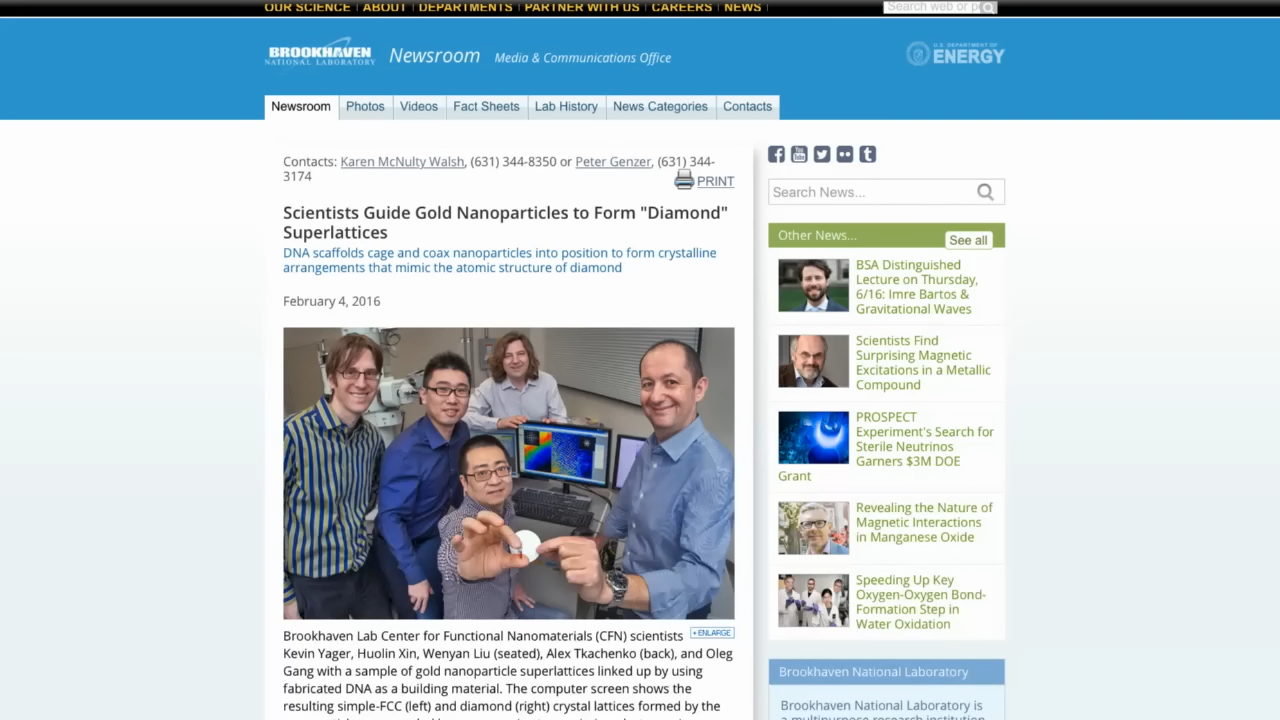 OUR SCIENCE | ABOUT | DEPARTMENTS | PARTNER WITH US | CAREERS | NEWS |
BROOKHAVEN
NATIONAL LABORATORY
Newsroom
Media & Communications Office
U.S. DEPARTMENT OF
ENERGY
Newsroom
Photos
Videos
Fact Sheets
Lab History
News Categories
Contacts
Contacts: Karen McNulty Walsh, (631) 344-8350 or Peter Genzer, (631) 344-
3174
PRINT
Scientists Guide Gold Nanoparticles to Form "Diamond"
Superlattices
DNA scaffolds cage and coax nanoparticles into position to form crystalline
arrangements that mimic the atomic structure of diamond
February 4, 2016
+ENLARGE
Brookhaven Lab Center for Functional Nanomaterials (CFN) scientists
Kevin Yager, Huolin Xin, Wenyan Liu (seated), Alex Tkachenko (back), and Oleg
Gang with a sample of gold nanoparticle superlattices linked up by using
fabricated DNA as a building material. The computer screen shows the
resulting simple-FCC (left) and diamond (right) crystal lattices formed by the
Search News...
Other News...
See all
BSA Distinguished
Lecture on Thursday,
6/16: Imre Bartos &
Gravitational Waves
Scientists Find
Surprising Magnetic
Excitations in a Metallic
Compound
PROSPECT
Experiment's Search for
Sterile Neutrinos
Garners $3M DOE
Grant
Revealing the Nature of
Magnetic Interactions
in Manganese Oxide
Speeding Up Key
Oxygen-Oxygen Bond-
Formation Step in
Water Oxidation
Brookhaven National Laboratory
Brookhaven National Laboratory is